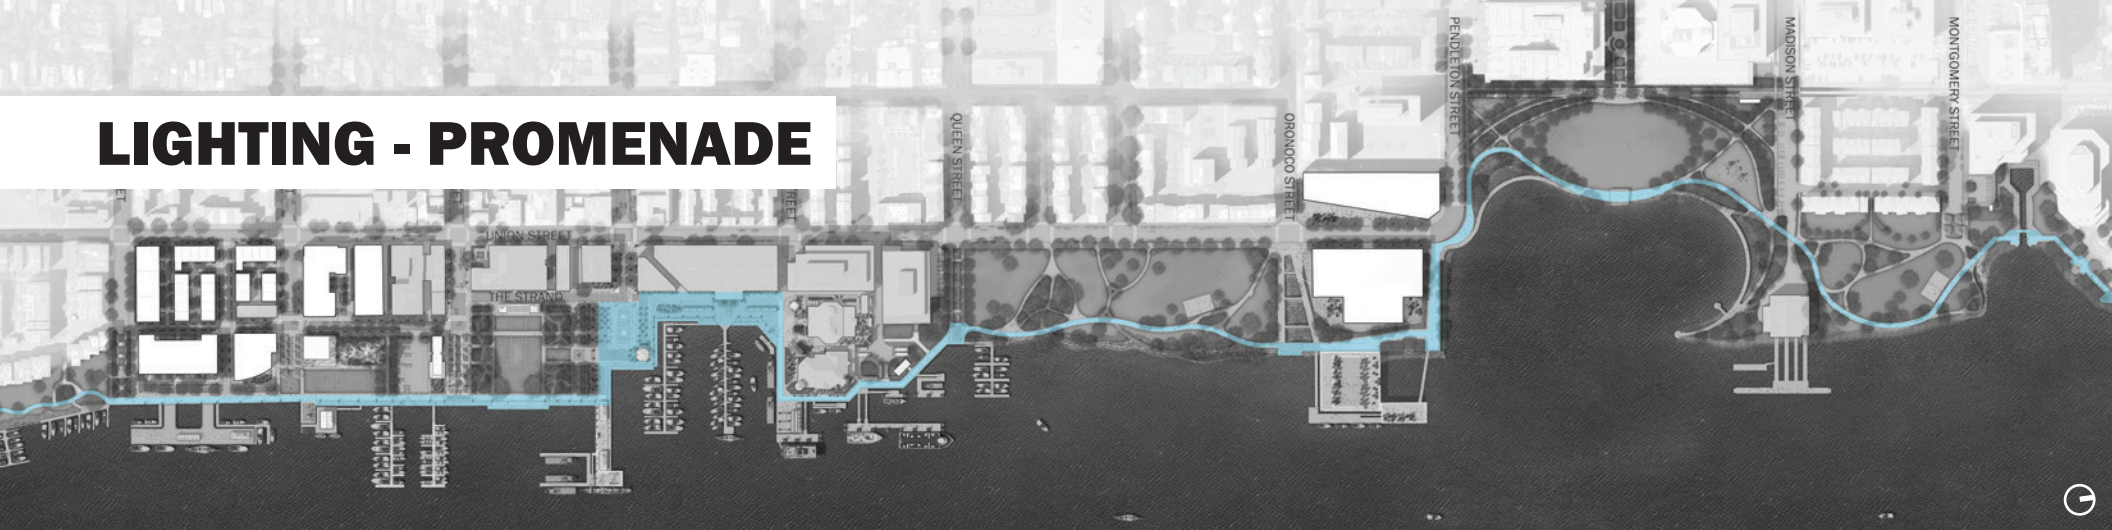 LIGHTING - PROMENADE
PENDLETON STREET
MADISON STREET
MONTGOMERY STREET
QUEEN STREET
ORONOCO STREET
UNION STREET
THE STRAND